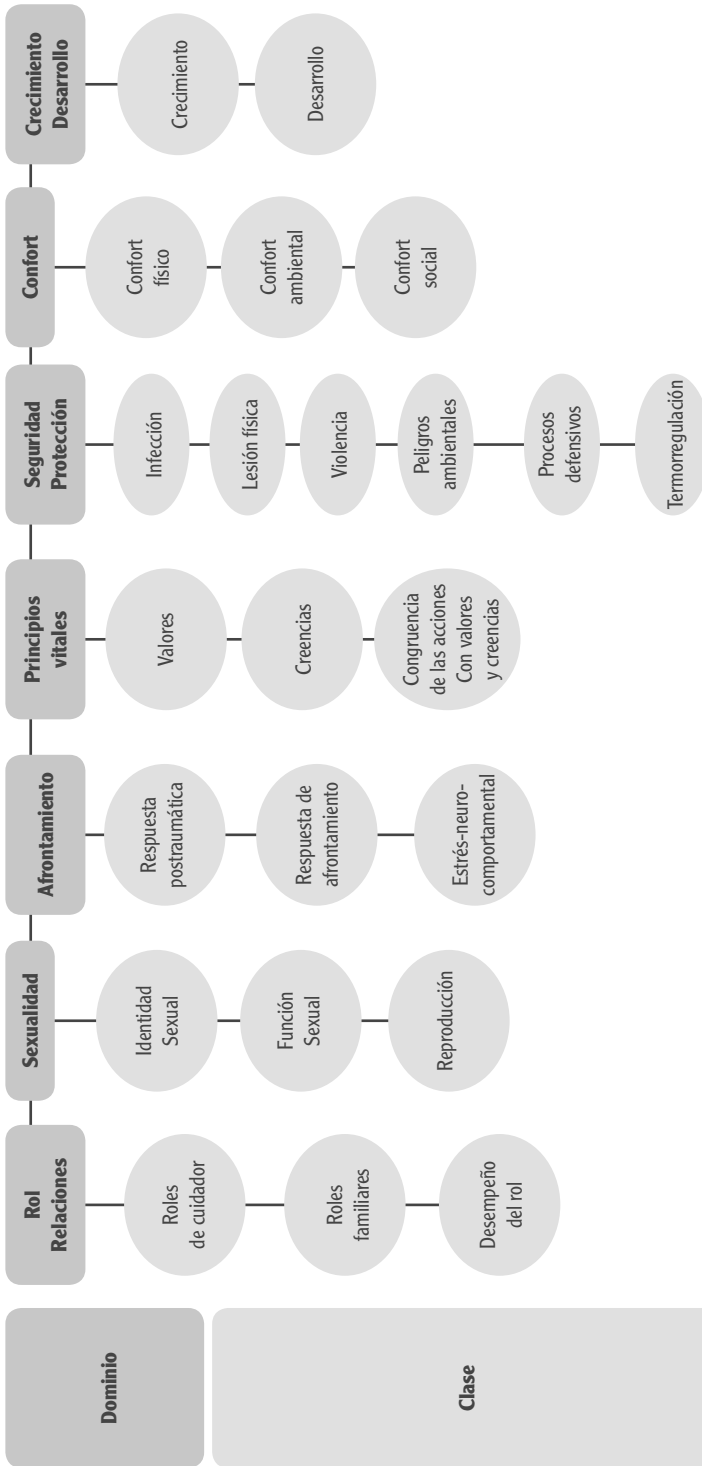 Dominio
Clase
Rol
Relaciones
Roles
de cuidador
Roles
familiares
Desempeño
del rol
Sexualidad
Identidad
Sexual
Función
Sexual
Reproducción
Afrontamiento
Respuesta
postraumática
Respuesta de
afrontamiento
Estrés-neuro-
comportamental
Principios
vitales
Valores
Creencias
Congruencia
de las acciones
Con valores
y creencias
Seguridad
Protección
Infección
Lesión física
Violencia
Peligros
ambientales
Procesos
defensivos
Termorregulación
Confort
Confort
físico
Confort
ambiental
Confort
social
Crecimiento
Desarrollo
Crecimiento
Desarrollo